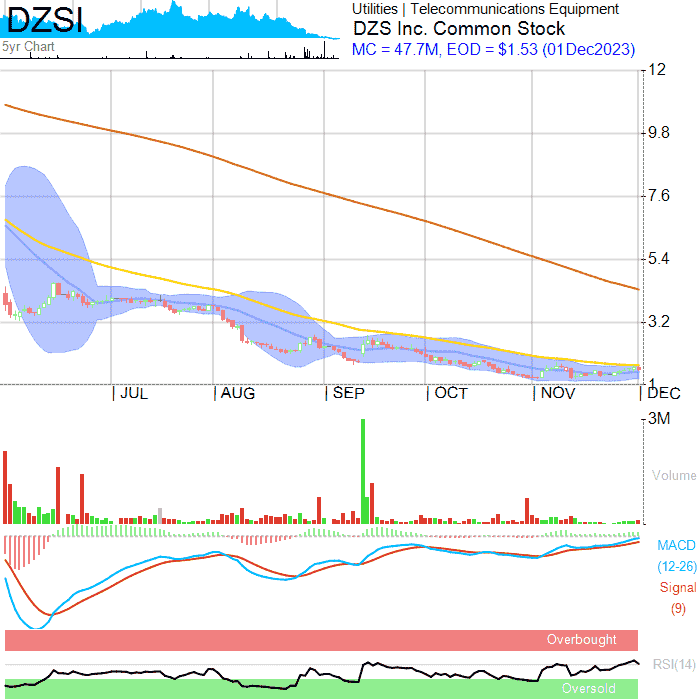 DZSI
5yr Chart
Utilities | Telecommunications Equipment
DZS Inc. Common Stock
MC = 47.7M, EOD = $1.53 (01Dec2023)
12
9.8
7.6
5.4
3.2
1
JUL AUG SEP OCT NOV DEC
3M
Volume
MACD
(12-26)
Signal
(9)
Overbought
RSI(14)
Oversold